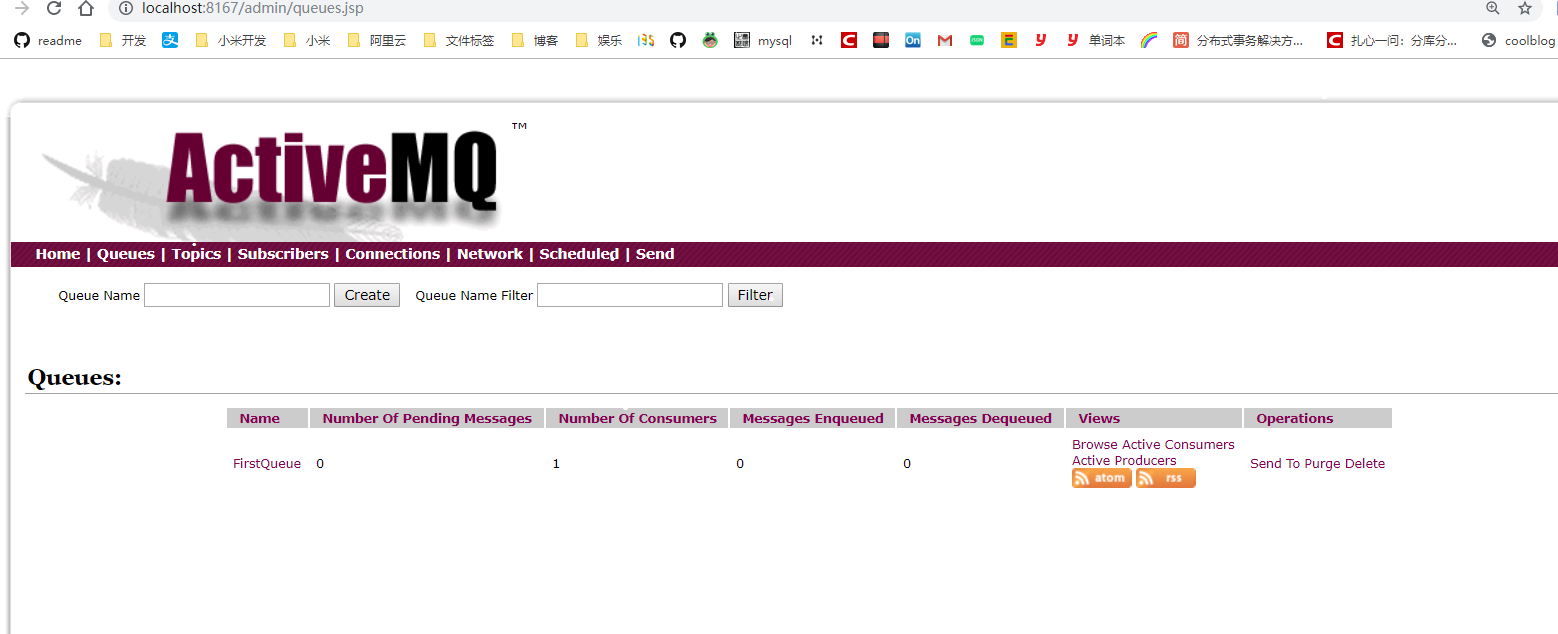 localhost:8167/admin/queues.jsp
readme 开发 小米开发 小米 阿里云 文件标签 博客 娱乐 mysql On 单词本 简 分布式事务解决方... 扎心一问：分库分... coolblog
ActiveMQ ™
Home | Queues | Topics | Subscribers | Connections | Network | Scheduled | Send
Queue Name Create Queue Name Filter Filter
Queues:
Name Number Of Pending Messages Number Of Consumers Messages Enqueued Messages Dequeued Views Operations
FirstQueue 0 1 0 0 Browse Active Consumers Send To Purge Delete
Active Producers
atom rss